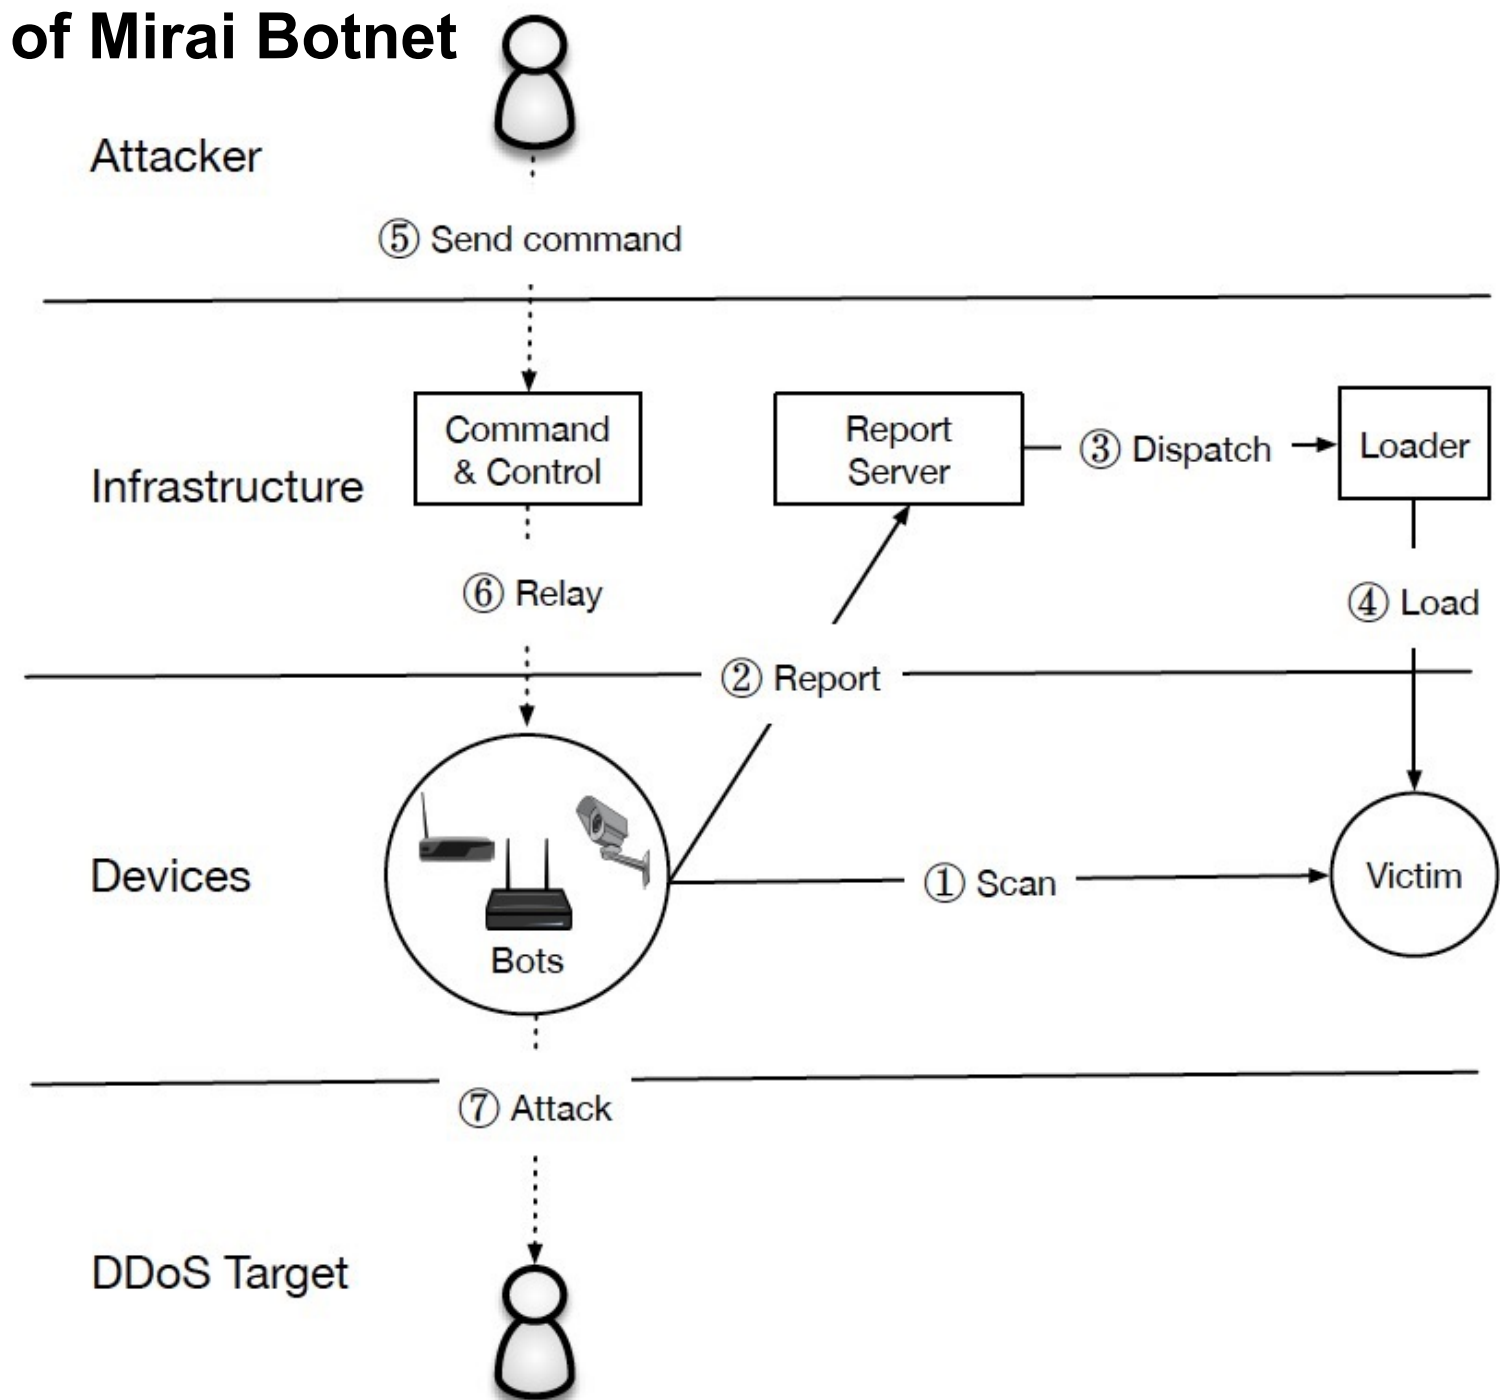 of Mirai Botnet
Attacker
⑤ Send command
Command
& Control
Report
Server
③ Dispatch
Loader
Infrastructure
⑥ Relay
④ Load
② Report
Devices
① Scan
Victim
Bots
⑦ Attack
DDoS Target